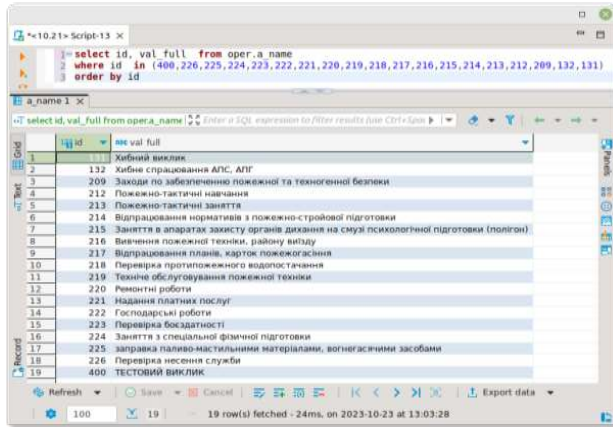 *<10.21> Script-13
1 select id, val_full from oper.a_name
2 where id in (400,226,225,224,223,222,221,220,219,218,217,216,215,214,213,212,209,132,131)
3 order by id
a_name 1
select id, val_full from oper.a_name Enter a SQL expression to filter results (use Ctrl+Spac
Grid
id val_full
1 131 Хибний виклик
2 132 Хибне спрацювання АПС, АПГ
3 209 Заходи по забезпеченню пожежної та техногенної безпеки
4 212 Пожежно-тактичні навчання
5 213 Пожежно-тактичні заняття
6 214 Відпрацювання нормативів з пожежно-стройової підготовки
7 215 Заняття в апаратах захисту органів дихання на смузі психологічної підготовки (полігон)
8 216 Вивчення пожежної техніки, району виїзду
9 217 Відпрацювання планів, карток пожежогасіння
10 218 Перевірка протипожежного водопостачання
11 219 Технічне обслуговування пожежної техніки
12 220 Ремонтні роботи
13 221 Надання платних послуг
14 222 Господарські роботи
15 223 Перевірка боєздатності
16 224 Заняття з спеціальної фізичної підготовки
17 225 заправка паливо-мастильними матеріалами, вогнегасячими засобами
18 226 Перевірка несення служби
19 400 ТЕСТОВИЙ ВИКЛИК
Text
Record
Panels
Refresh Save Cancel Export data
100 19 19 row(s) fetched - 24ms, on 2023-10-23 at 13:03:28